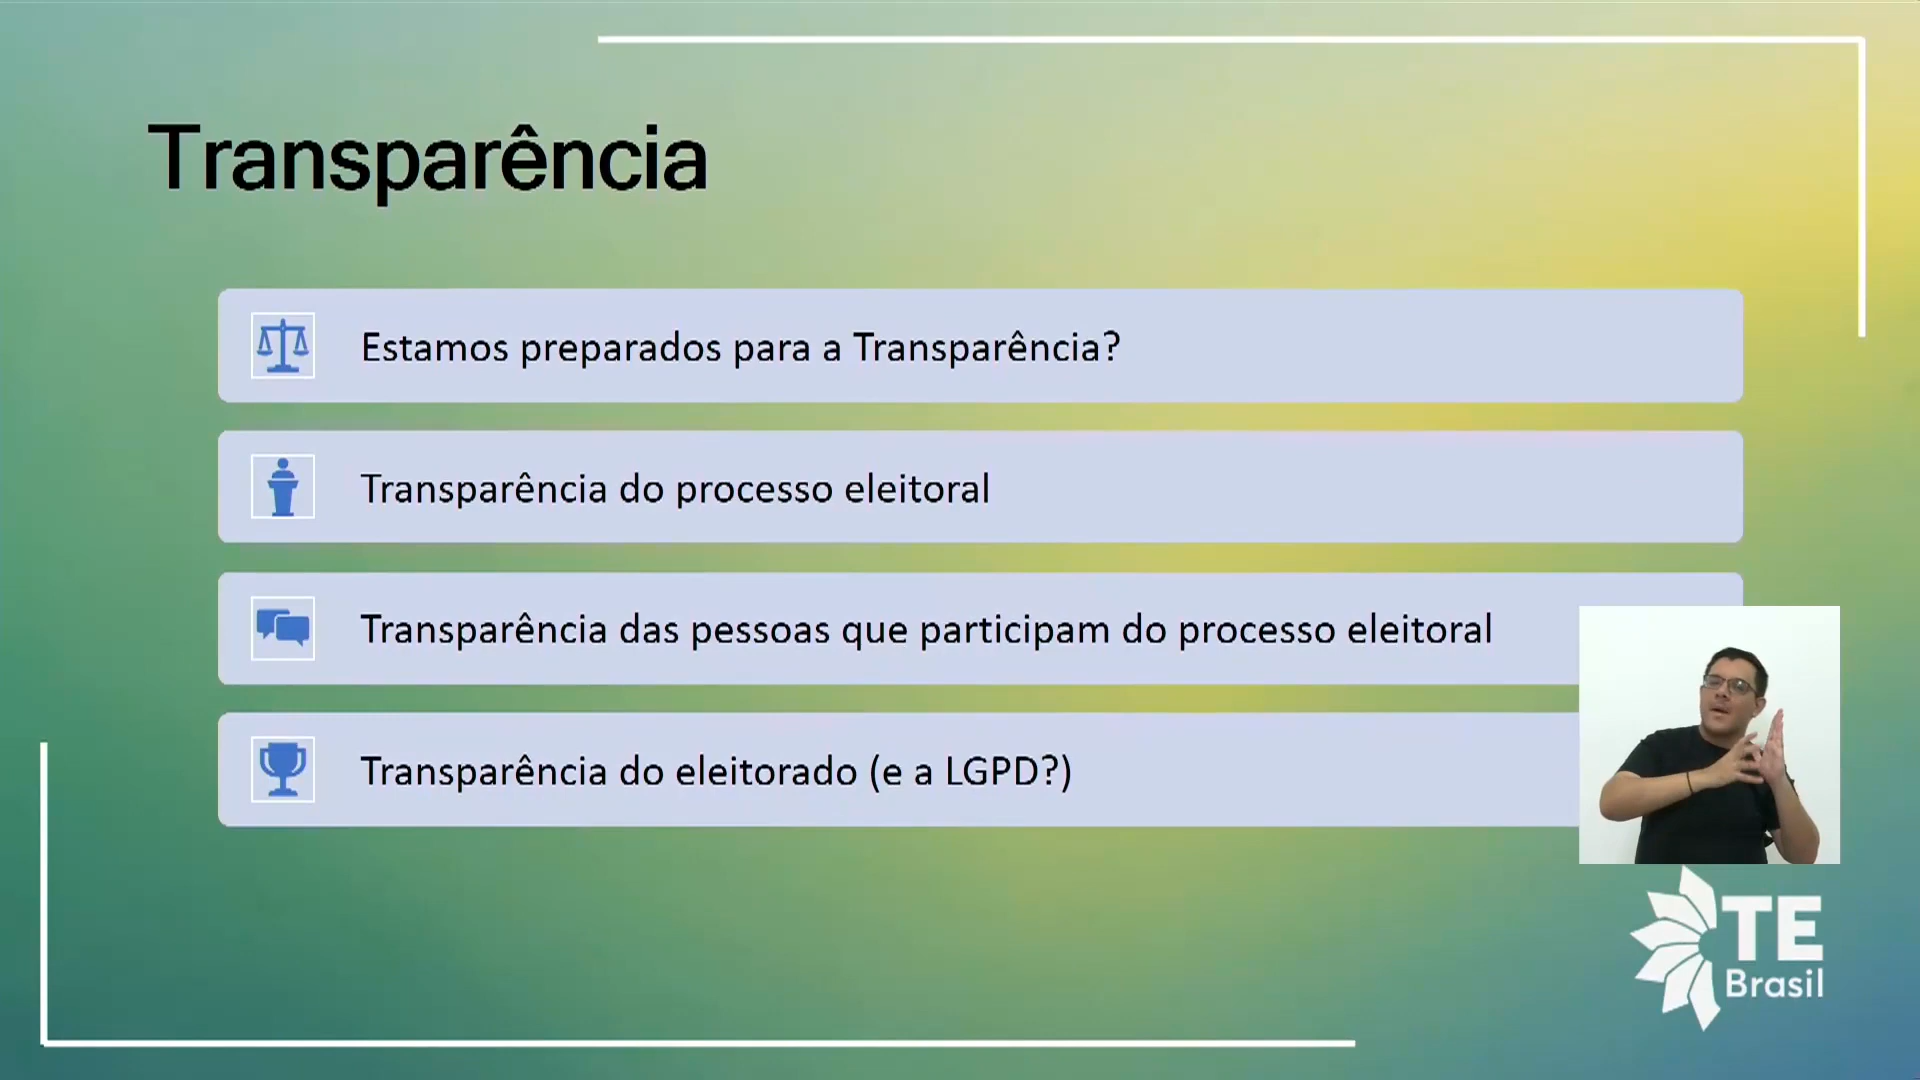 Transparência
Estamos preparados para a Transparência?
Transparência do processo eleitoral
Transparência das pessoas que participam do processo eleitoral
Transparência do eleitorado (e a LGPD?)
TE
Brasil